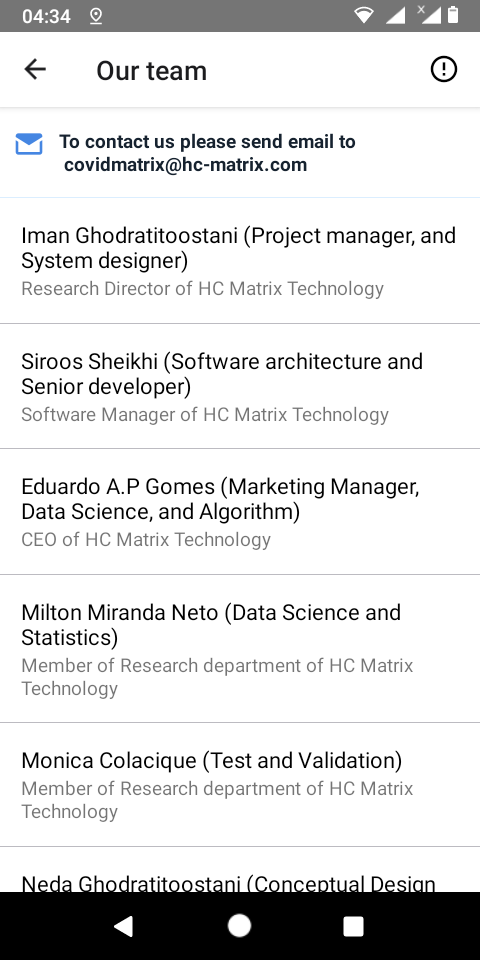 04:34
Our team
To contact us please send email to
covidmatrix@hc-matrix.com
Iman Ghodratitoostani (Project manager, and
System designer)
Research Director of HC Matrix Technology
Siroos Sheikhi (Software architecture and
Senior developer)
Software Manager of HC Matrix Technology
Eduardo A.P Gomes (Marketing Manager,
Data Science, and Algorithm)
CEO of HC Matrix Technology
Milton Miranda Neto (Data Science and
Statistics)
Member of Research department of HC Matrix
Technology
Monica Colacique (Test and Validation)
Member of Research department of HC Matrix
Technology
Neda Ghodratitoostani (Conceptual Design